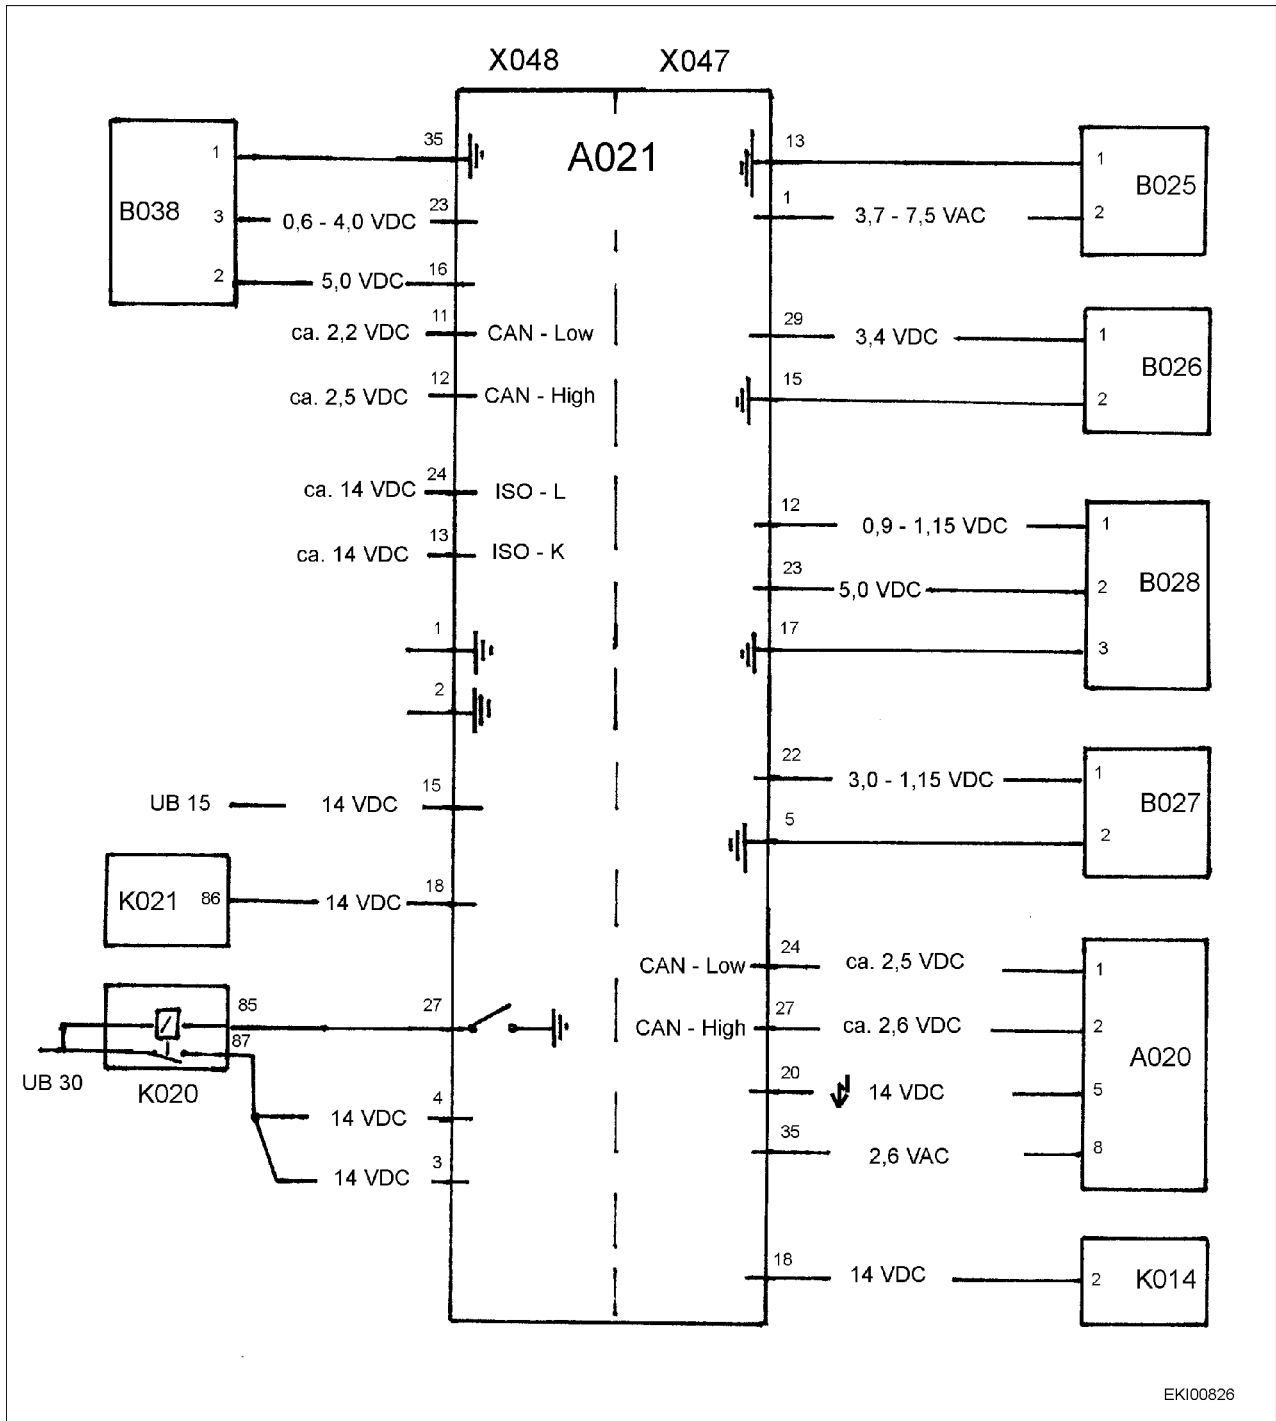 X048 X047
A021
35
1
B038
3 0,6 - 4,0 VDC 23
2 5,0 VDC 16
ca. 2,2 VDC 11 CAN - Low
ca. 2,5 VDC 12 CAN - High
ca. 14 VDC 24 ISO - L
ca. 14 VDC 13 ISO - K
1
2
UB 15 14 VDC 15
K021 86 14 VDC 18
85 27
87
UB 30
K020
14 VDC 4
14 VDC 3
13 1
B025
1 3,7 - 7,5 VAC 2
29 3,4 VDC 1
B026
15 2
12 0,9 - 1,15 VDC 1
B028
23 5,0 VDC 2
17 3
22 3,0 - 1,15 VDC 1
B027
5 2
CAN - Low 24 ca. 2,5 VDC 1
CAN - High 27 ca. 2,6 VDC 2
A020
20 14 VDC 5
35 2,6 VAC 8
18 14 VDC 2 K014
EKI00826